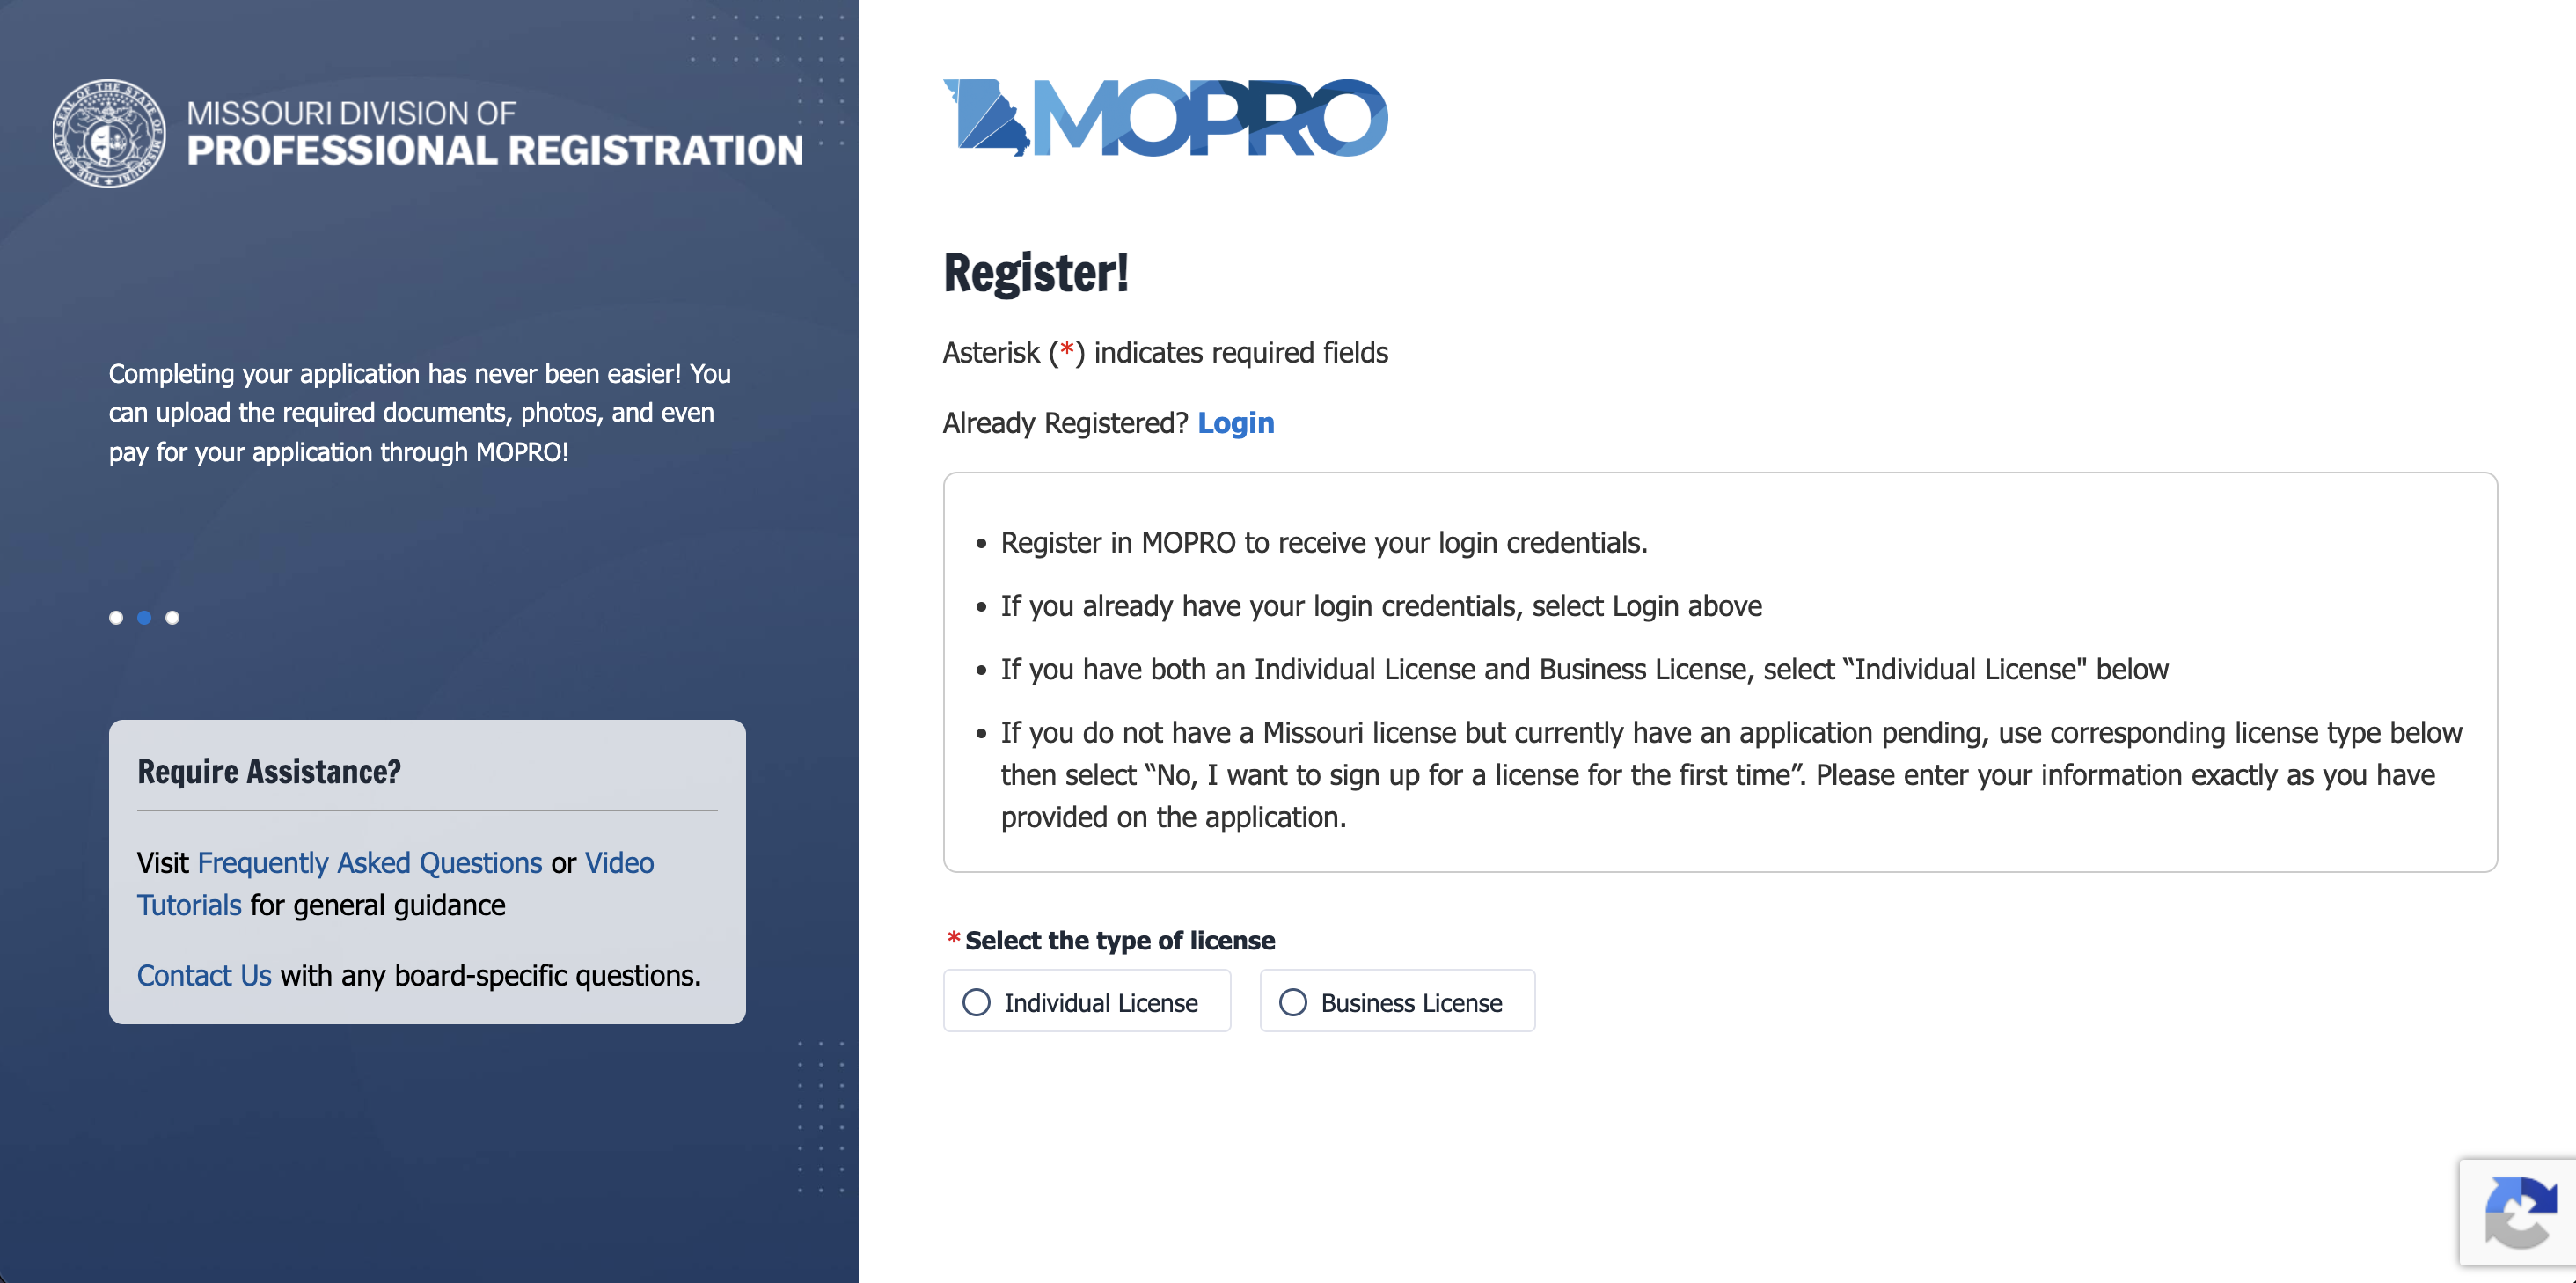 MISSOURI DIVISION OF
PROFESSIONAL REGISTRATION
Completing your application has never been easier! You
can upload the required documents, photos, and even
pay for your application through MOPRO!
Require Assistance?
Visit Frequently Asked Questions or Video
Tutorials for general guidance
Contact Us with any board-specific questions.
MOPRO
Register!
Asterisk (*) indicates required fields
Already Registered? Login
• Register in MOPRO to receive your login credentials.
• If you already have your login credentials, select Login above
• If you have both an Individual License and Business License, select “Individual License" below
• If you do not have a Missouri license but currently have an application pending, use corresponding license type below
then select “No, I want to sign up for a license for the first time”. Please enter your information exactly as you have
provided on the application.
* Select the type of license
Individual License
Business License